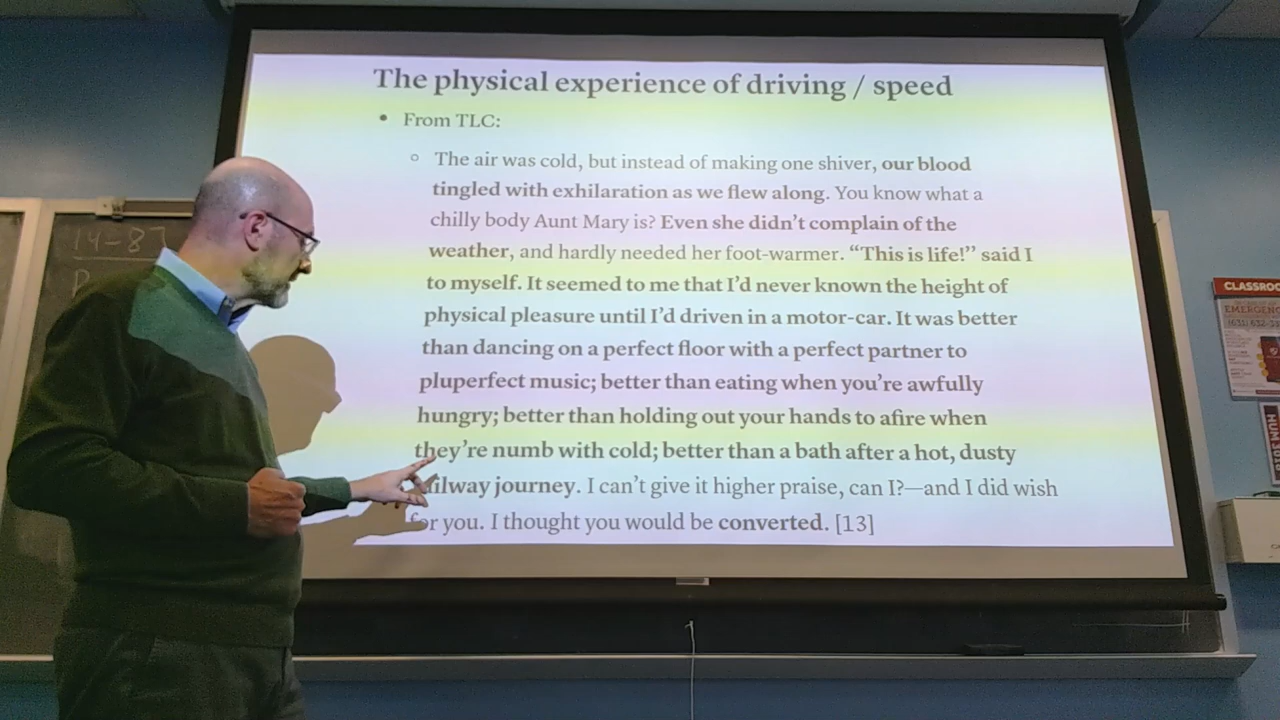 The physical experience of driving / speed
• From TLC:
○ The air was cold, but instead of making one shiver, our blood
tingled with exhilaration as we flew along. You know what a
chilly body Aunt Mary is? Even she didn't complain of the
weather, and hardly needed her foot-warmer. “This is life!” said I
to myself. It seemed to me that I'd never known the height of
physical pleasure until I'd driven in a motor-car. It was better
than dancing on a perfect floor with a perfect partner to
pluperfect music; better than eating when you're awfully
hungry; better than holding out your hands to afire when
they're numb with cold; better than a bath after a hot, dusty
ilway journey. I can't give it higher praise, can I?—and I did wish
for you. I thought you would be converted. [13]
14-87
CLASSROO
EMERGENC